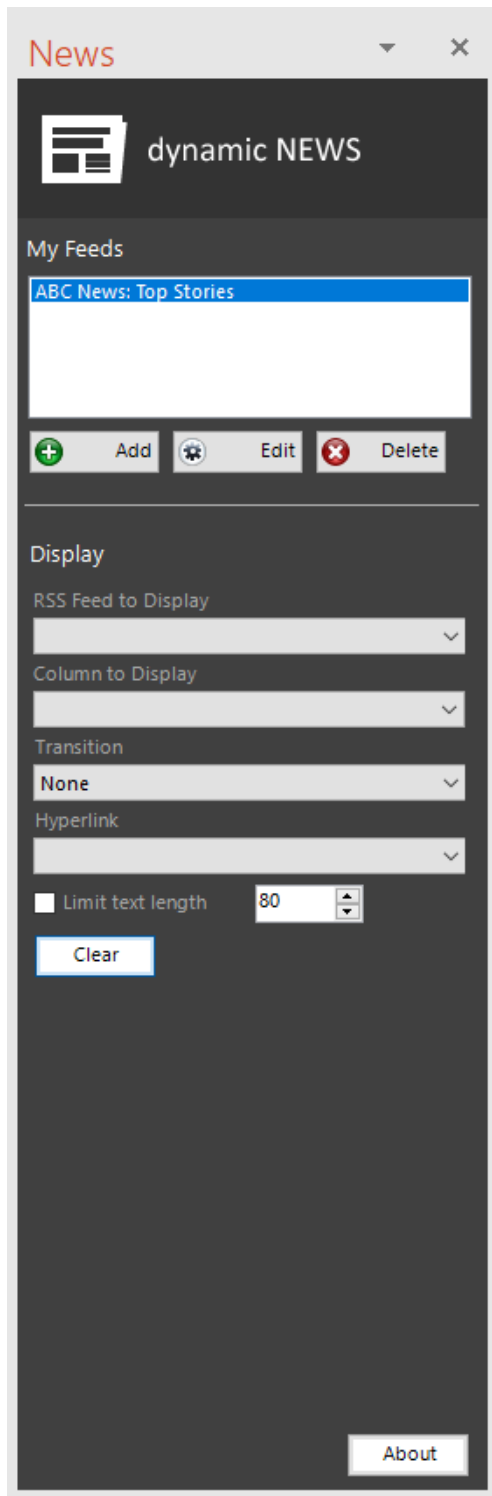 News
dynamic NEWS
My Feeds
ABC News: Top Stories
Add Edit Delete
Display
RSS Feed to Display
Column to Display
Transition
None
Hyperlink
Limit text length 80
Clear
About